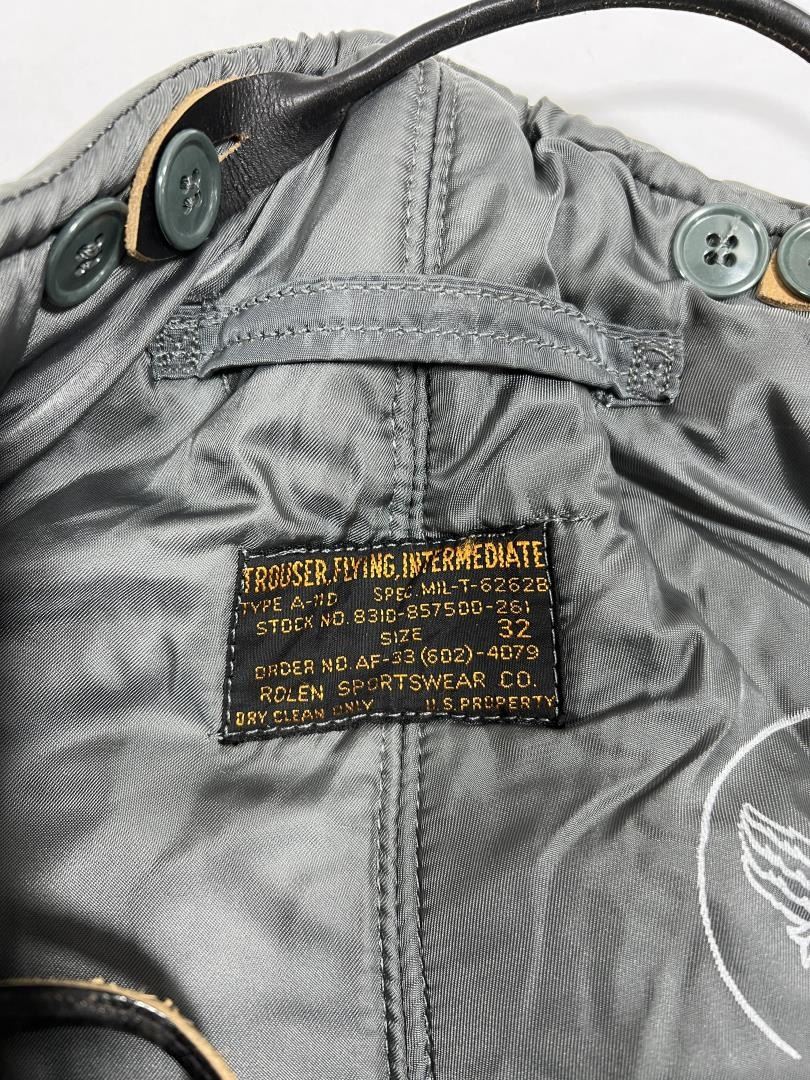 TROUSER, FLYING, INTERMEDIATE
TYPE A-11D SPEC. MIL-T-6262B
STOCK NO. 8310-857500-261
SIZE 32
ORDER NO. AF-33 (602)-4079
ROLEN SPORTSWEAR CO.
DRY CLEAN ONLY U.S. PROPERTY